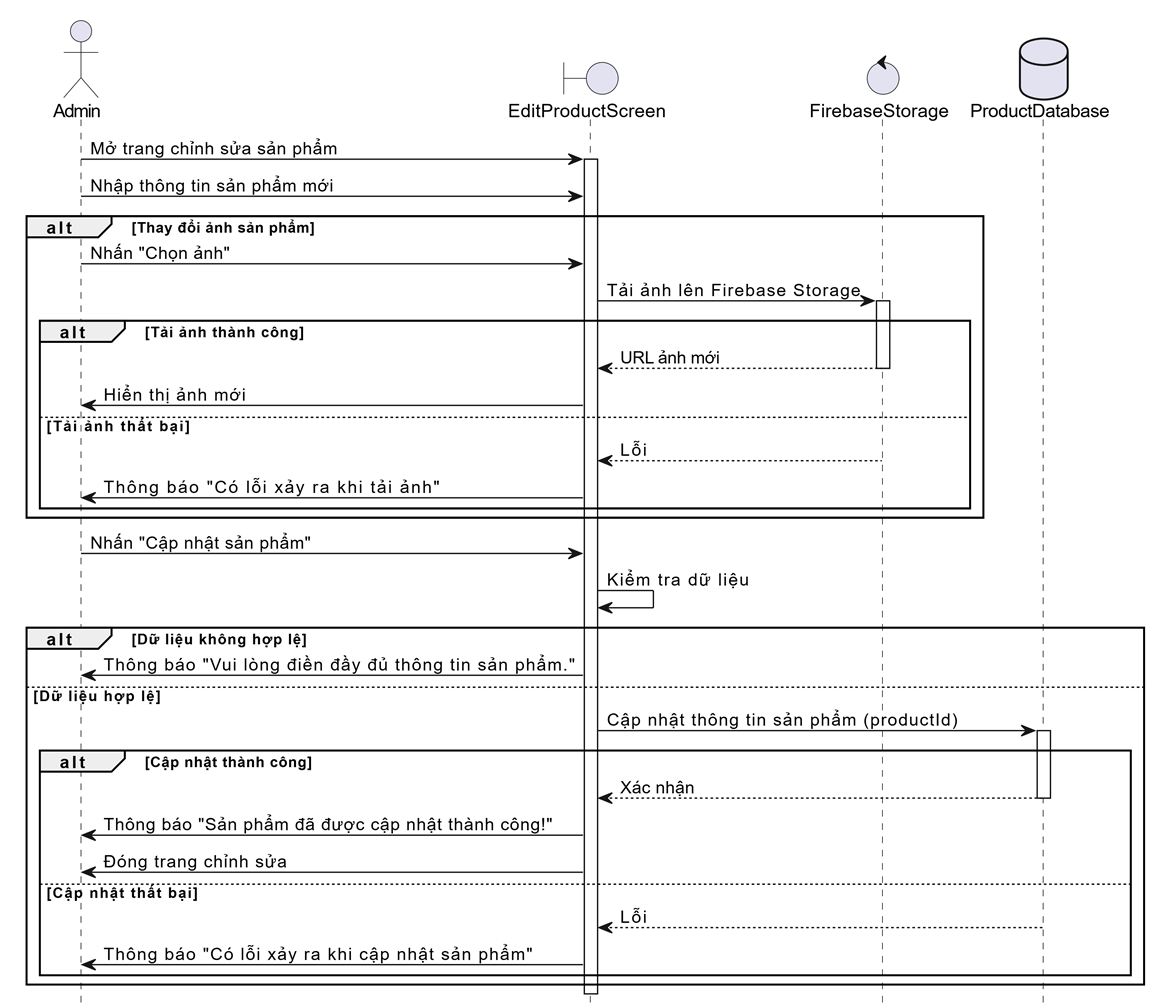 Admin
EditProductScreen
FirebaseStorage
ProductDatabase
Mở trang chỉnh sửa sản phẩm
Nhập thông tin sản phẩm mới
alt [Thay đổi ảnh sản phẩm]
Nhấn "Chọn ảnh"
Tải ảnh lên Firebase Storage
alt [Tải ảnh thành công]
URL ảnh mới
Hiển thị ảnh mới
[Tải ảnh thất bại]
Lỗi
Thông báo "Có lỗi xảy ra khi tải ảnh"
Nhấn "Cập nhật sản phẩm"
Kiểm tra dữ liệu
alt [Dữ liệu không hợp lệ]
Thông báo "Vui lòng điền đầy đủ thông tin sản phẩm."
[Dữ liệu hợp lệ]
Cập nhật thông tin sản phẩm (productId)
alt [Cập nhật thành công]
Xác nhận
Thông báo "Sản phẩm đã được cập nhật thành công!"
Đóng trang chỉnh sửa
[Cập nhật thất bại]
Lỗi
Thông báo "Có lỗi xảy ra khi cập nhật sản phẩm"